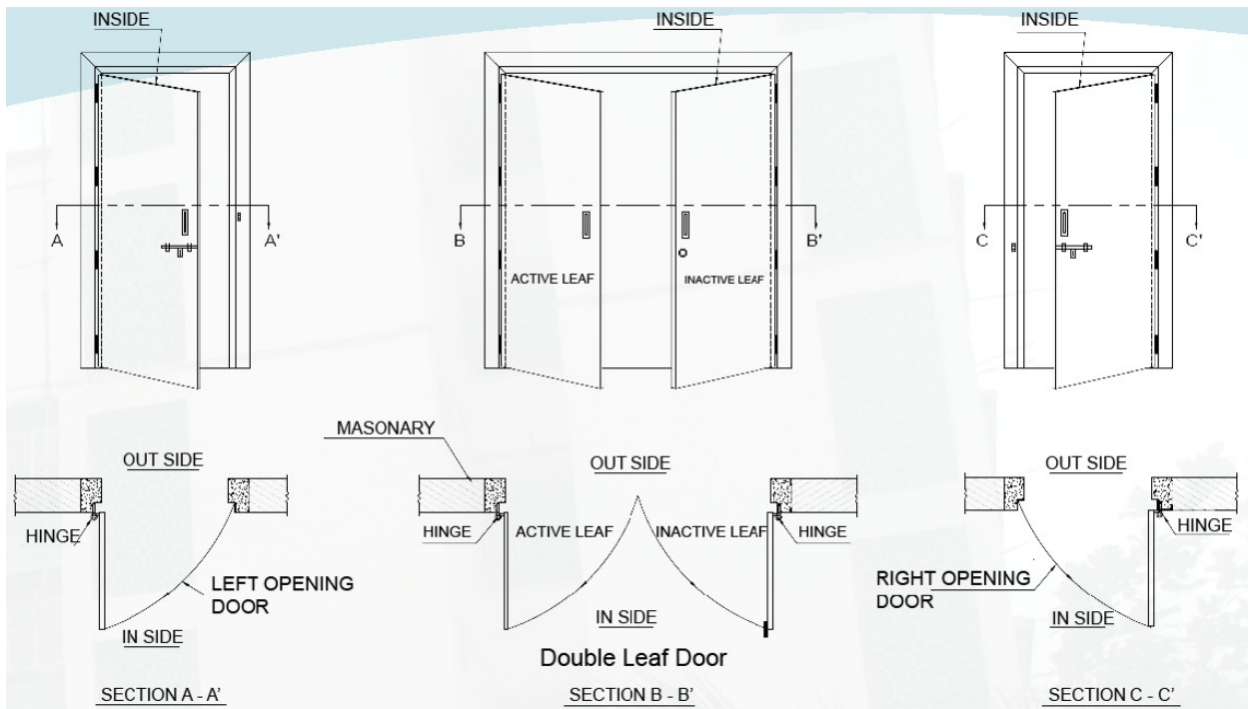 INSIDE
INSIDE
INSIDE
A
A'
B
B'
C
C'
ACTIVE LEAF
INACTIVE LEAF
MASONARY
OUT SIDE
OUT SIDE
OUT SIDE
HINGE
HINGE
ACTIVE LEAF
INACTIVE LEAF
HINGE
HINGE
LEFT OPENING
DOOR
RIGHT OPENING
DOOR
IN SIDE
IN SIDE
IN SIDE
Double Leaf Door
SECTION A - A'
SECTION B - B'
SECTION C - C'